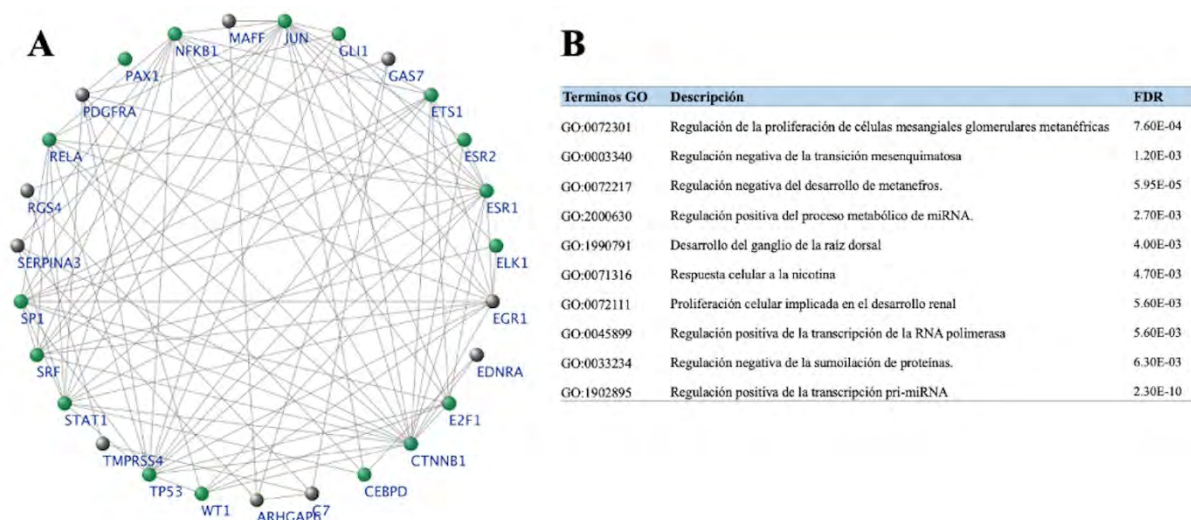 A
MAFF
JUN
NFKB1
GLI1
PAX1
GAS7
PDGFRA
ETS1
RELA
ESR2
RGS4
ESR1
SERPINA3
ELK1
SP1
EGR1
SRF
EDNRA
STAT1
E2F1
TMPRSS4
CTNNB1
TP53
CEBPD
WT1
C7
ARHGAP6
B
Terminos GO Descripción FDR
GO:0072301 Regulación de la proliferación de células mesangiales glomerulares metanéfricas 7.60E-04
GO:0003340 Regulación negativa de la transición mesenquimatosa 1.20E-03
GO:0072217 Regulación negativa del desarrollo de metanefros. 5.95E-05
GO:2000630 Regulación positiva del proceso metabólico de miRNA. 2.70E-03
GO:1990791 Desarrollo del ganglio de la raíz dorsal 4.00E-03
GO:0071316 Respuesta celular a la nicotina 4.70E-03
GO:0072111 Proliferación celular implicada en el desarrollo renal 5.60E-03
GO:0045899 Regulación positiva de la transcripción de la RNA polimerasa 5.60E-03
GO:0033234 Regulación negativa de la sumoilación de proteínas. 6.30E-03
GO:1902895 Regulación positiva de la transcripción pri-miRNA 2.30E-10